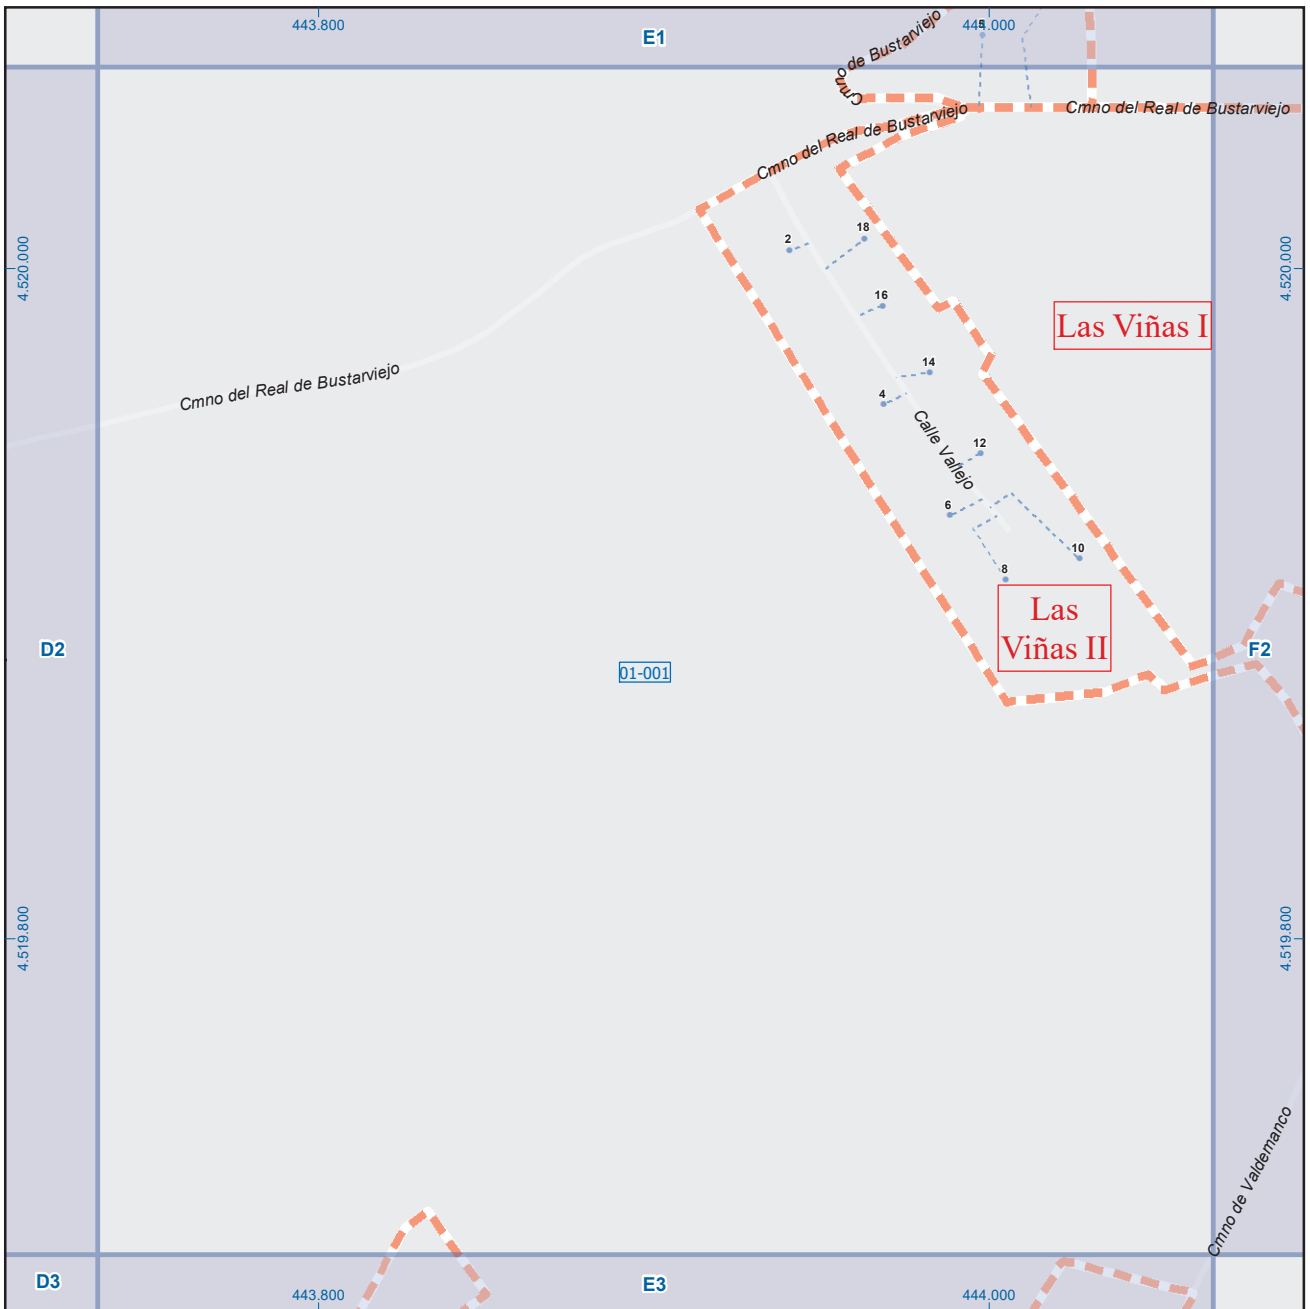 443.800
E1
444.000
5
Cmno de Bustarviejo
Cmno del Real de Bustarviejo
Cmno del Real de Bustarviejo
2
18
4.520.000
4.520.000
16
Las Viñas I
14
Cmno del Real de Bustarviejo
4
Calle Vallejo
12
6
10
8
Las
Viñas II
D2
F2
01-001
4.519.800
4.519.800
Cmno de Valdemanco
D3
E3
443.800
444.000